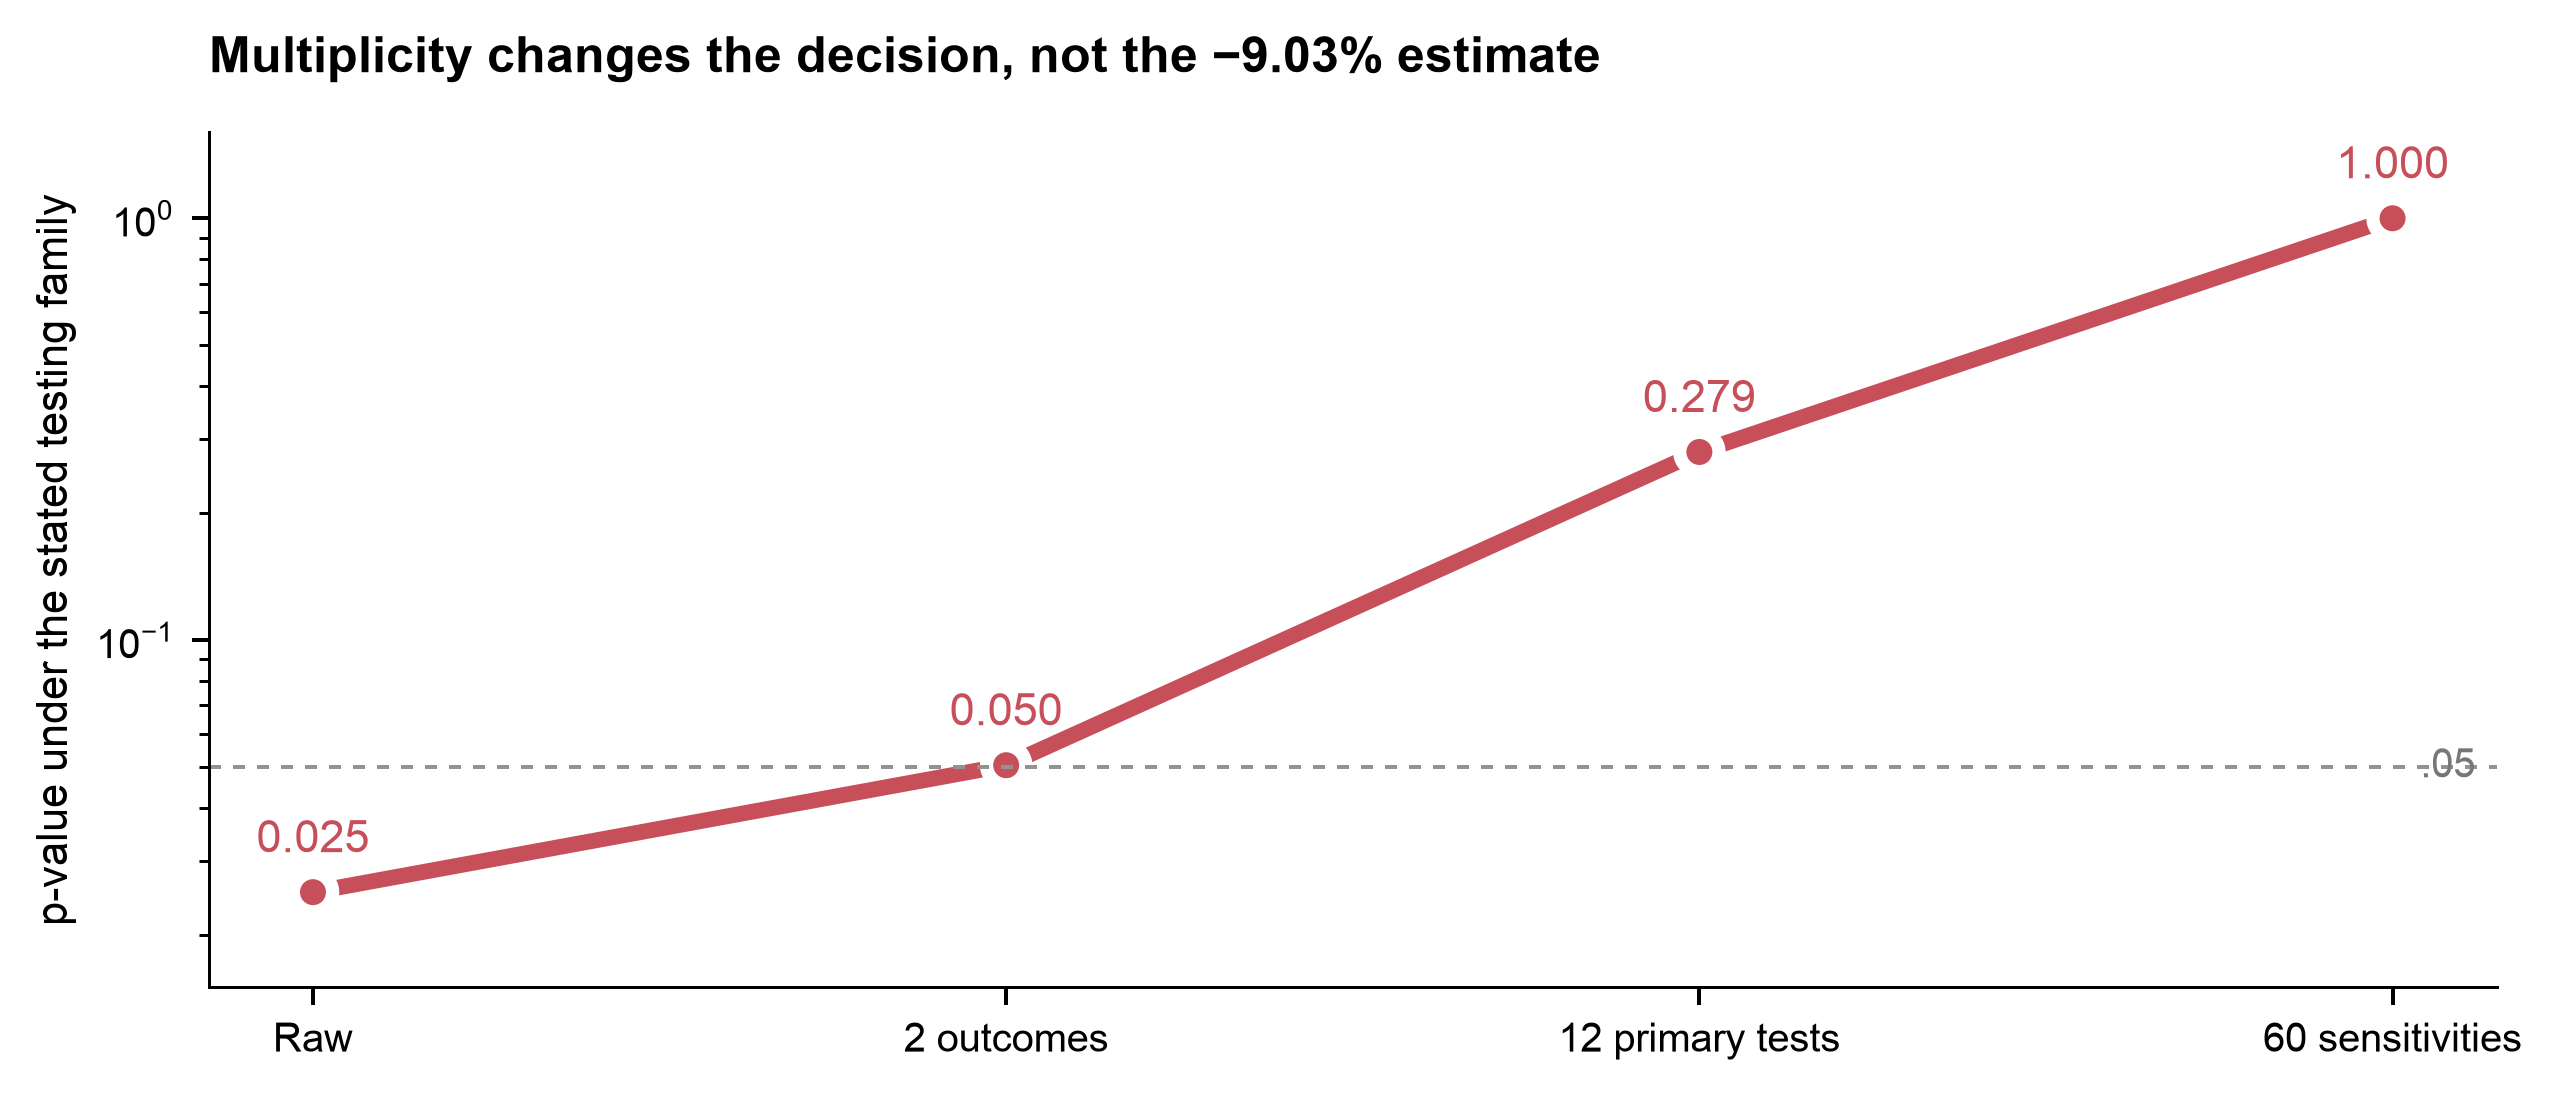 Multiplicity changes the decision, not the −9.03% estimate
p-value under the stated testing family
10⁰
10⁻¹
1.000
0.279
0.050
.05
0.025
Raw
2 outcomes
12 primary tests
60 sensitivities